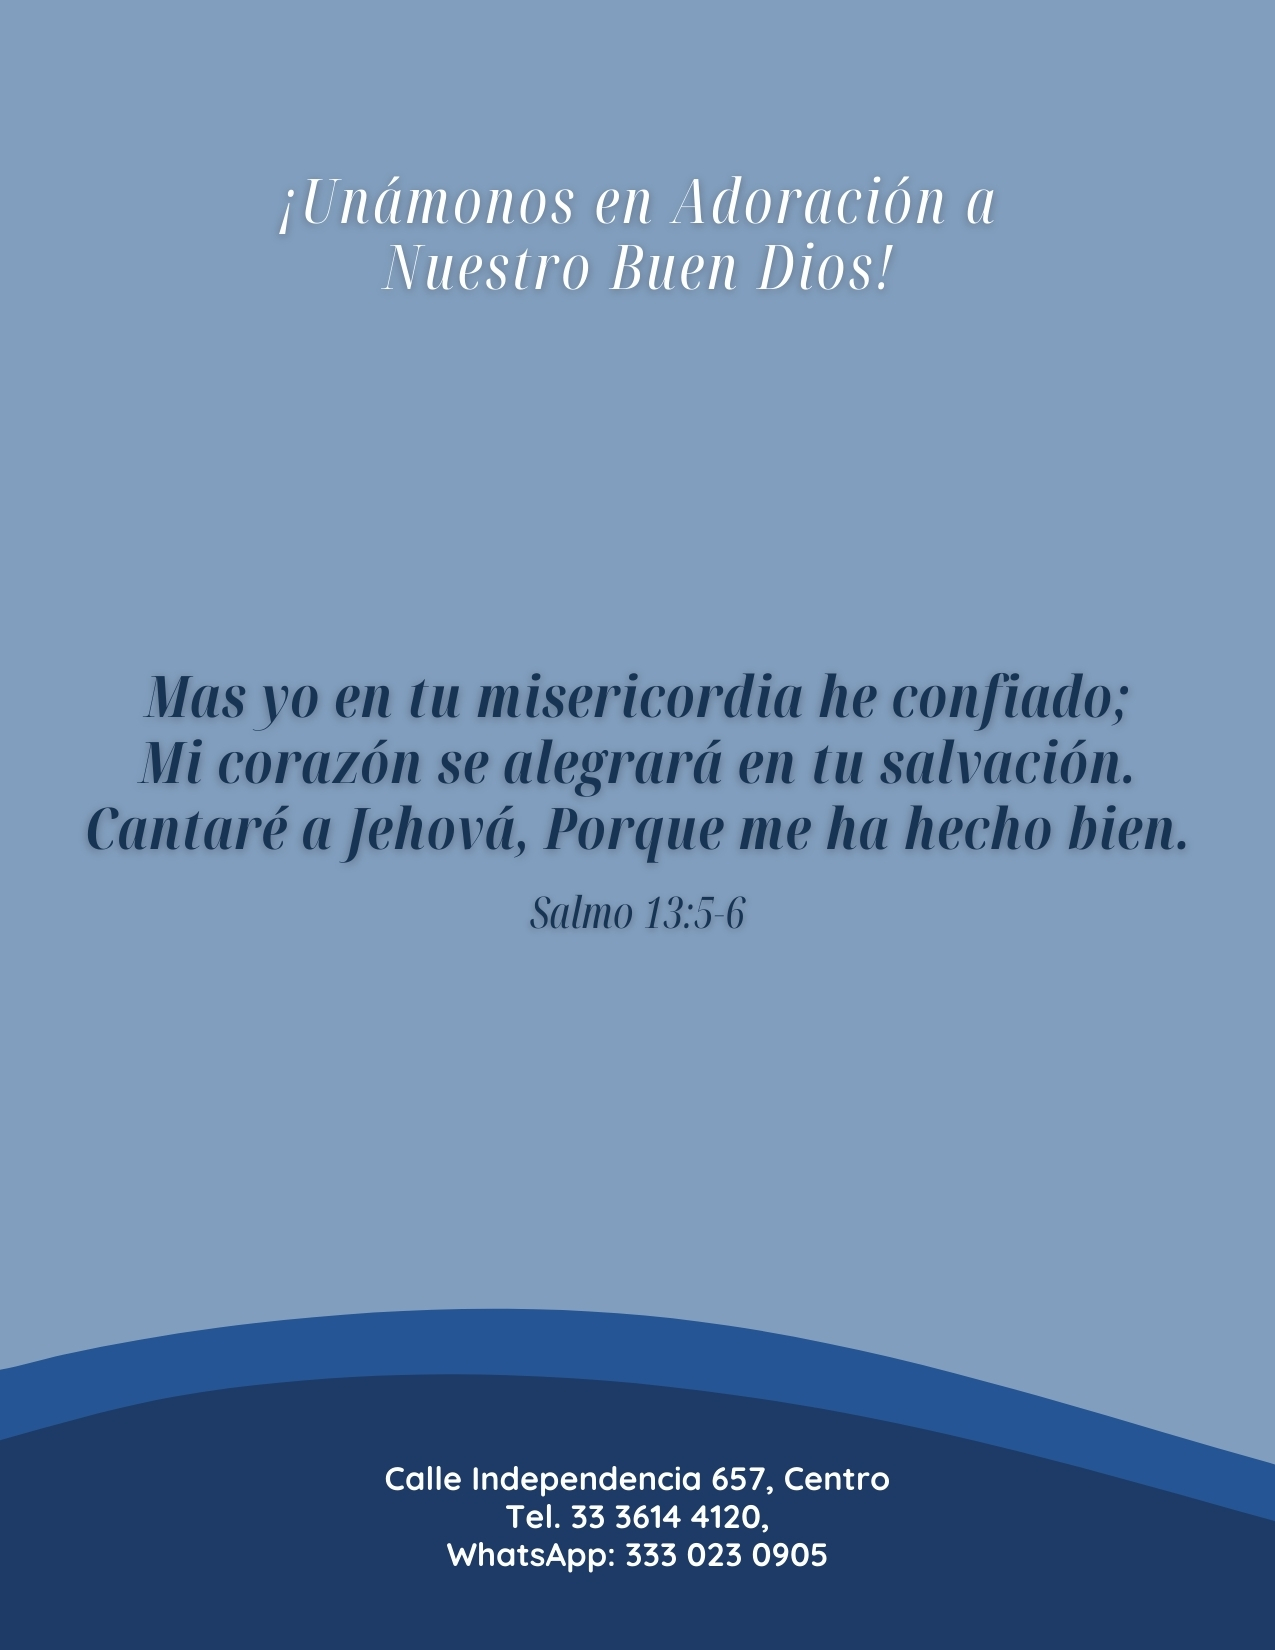 ¡Unámonos en Adoración a
Nuestro Buen Dios!
Mas yo en tu misericordia he confiado;
Mi corazón se alegrará en tu salvación.
Cantaré a Jehová, Porque me ha hecho bien.
Salmo 13:5-6
Calle Independencia 657, Centro
Tel. 33 3614 4120,
WhatsApp: 333 023 0905